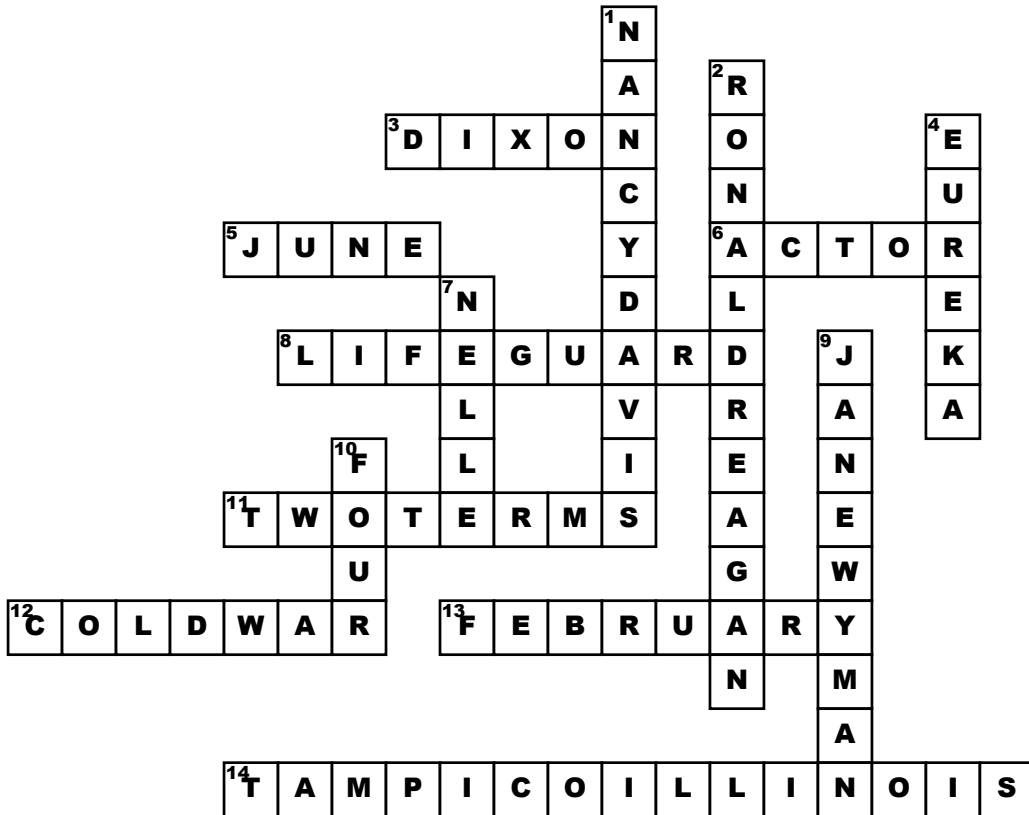 1 N
A 2 R
3 D I X O N O 4 E
C N U
5 J U N E Y 6 A C T O R
7 N D L E
8 L I F E G U A R D 9 J K
L V R A A
10 F L I E N
11 T W O T E R M S A E
U G W
12 C O L D W A R 13 F E B R U A R Y
N M
A
14 T A M P I C O I L L I N O I S